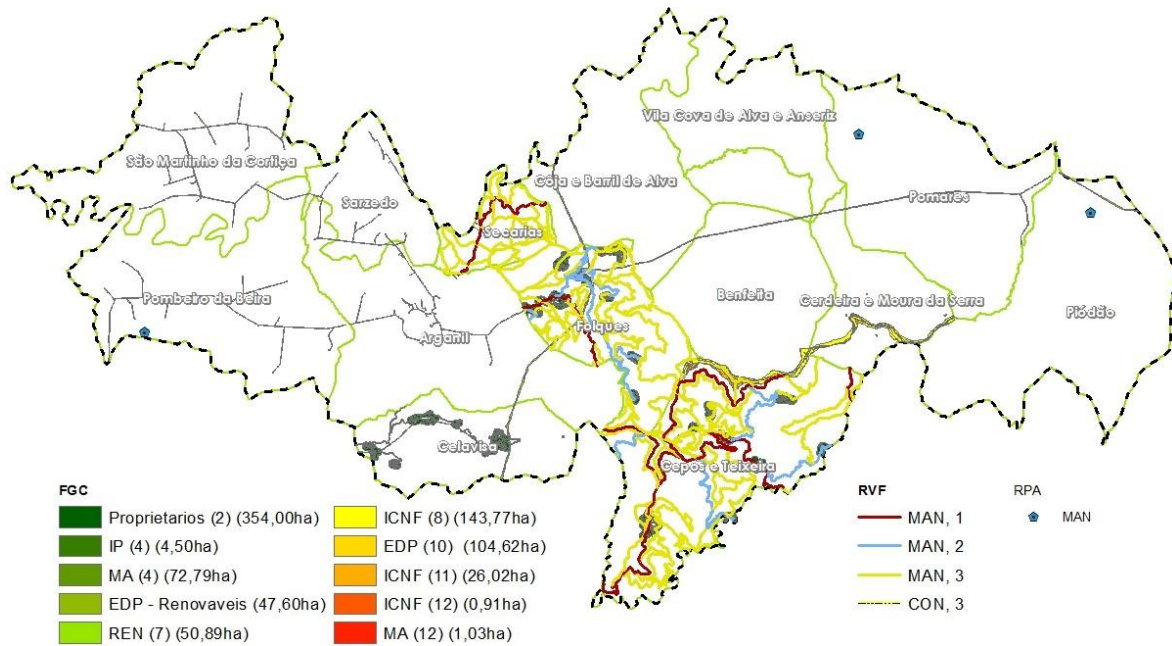 Vila Cova de Alva e Anseriz
São Martinho da Cortiça
Côja e Barril de Alva
Pomares
Sarzedo
Secarias
Pombeiro da Beira
Benfeita
Cerdeira e Moura da Serra
Piódão
Folques
Arganil
Celavisa
Cepos e Teixeira
FGC
Proprietarios (2) (354,00ha)
IP (4) (4,50ha)
MA (4) (72,79ha)
EDP - Renovaveis (47,60ha)
REN (7) (50,89ha)
ICNF (8) (143,77ha)
EDP (10) (104,62ha)
ICNF (11) (26,02ha)
ICNF (12) (0,91ha)
MA (12) (1,03ha)
RVF
MAN, 1
MAN, 2
MAN, 3
CON, 3
RPA
MAN